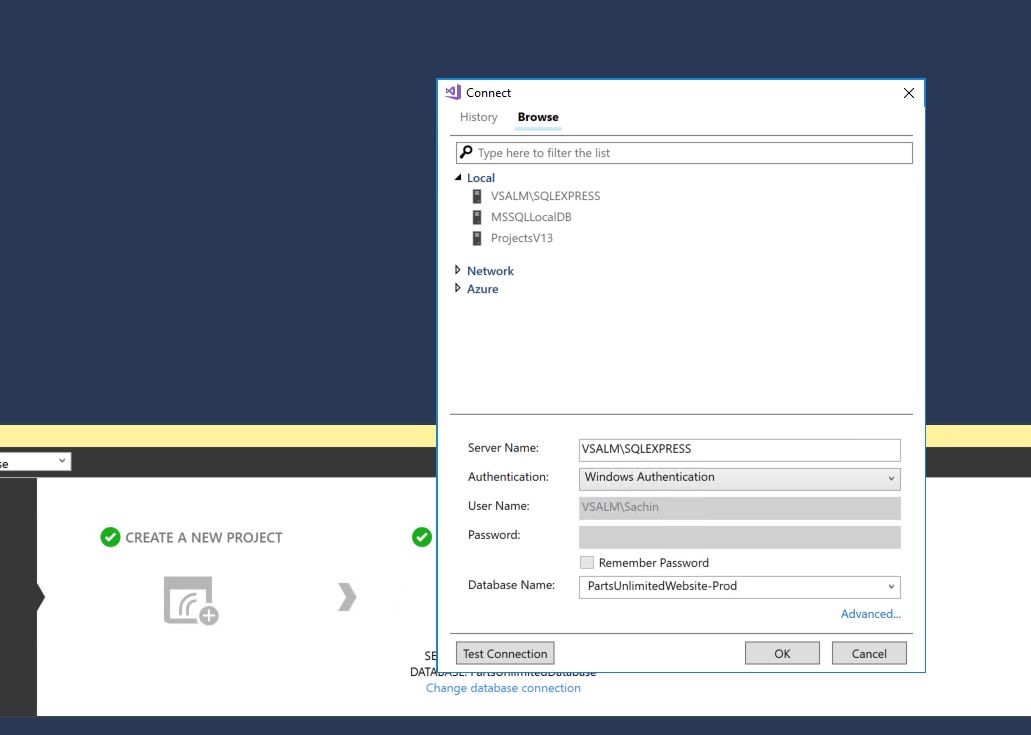 Connect
History Browse
Type here to filter the list
Local
VSALM\SQLEXPRESS
MSSQLLocalDB
ProjectsV13
Network
Azure
Server Name: VSALM\SQLEXPRESS
se
Authentication: Windows Authentication
User Name: VSALM\Sachin
Password:
CREATE A NEW PROJECT
Remember Password
Database Name: PartsUnlimitedWebsite-Prod
Advanced...
Test Connection OK Cancel
SE
DATABASE: PartsUnlimitedDatabase
Change database connection